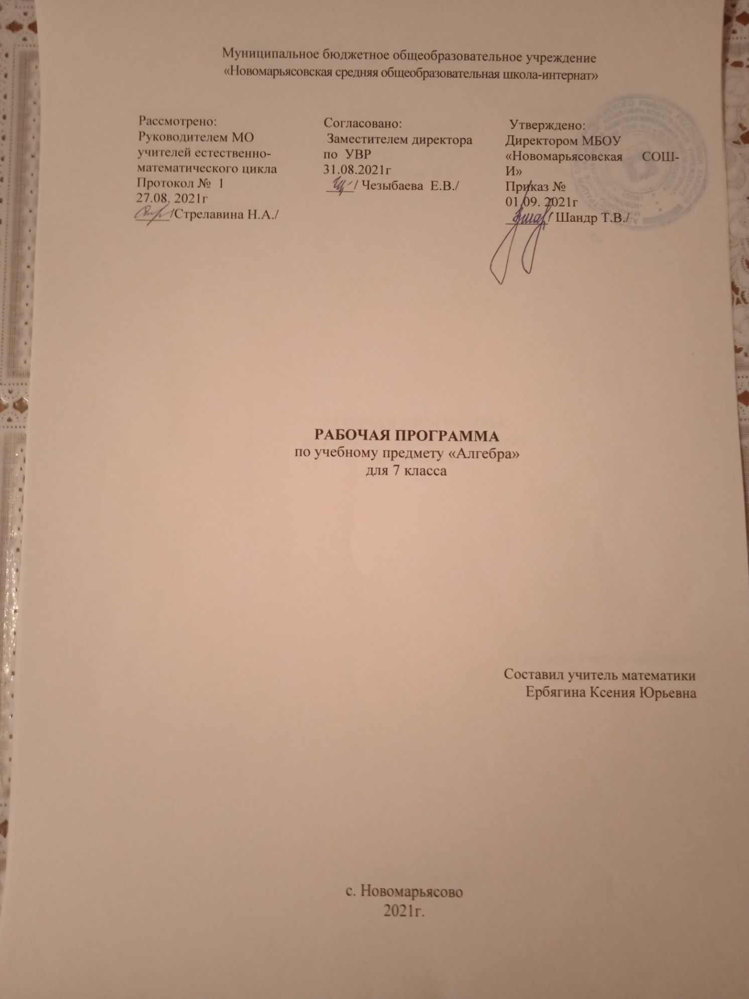 Муниципальное бюджетное общеобразовательное учреждение
«Новомарьясовская средняя общеобразовательная школа-интернат»
Рассмотрено:
Руководителем МО
учителей естественно-
математического цикла
Протокол № 1
27.08. 2021г
/Стрелавина Н.А./
Согласовано:
Заместителем директора
по УВР
31.08.2021г
/ Чезыбаева Е.В./
Утверждено:
Директором МБОУ
«Новомарьясовская СОШ-
И»
Приказ №
01.09. 2021г
/ Шандр Т.В./
РАБОЧАЯ ПРОГРАММА
по учебному предмету «Алгебра»
для 7 класса
Составил учитель математики
Ербягина Ксения Юрьевна
с. Новомарьясово
2021г.